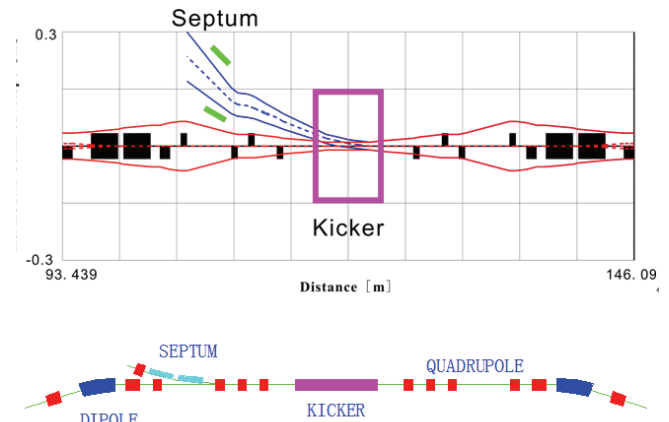 Septum
0.3
Kicker
-0.3
93.439
146.09
Distance [m]
SEPTUM
QUADRUPOLE
DIPOLE
KICKER